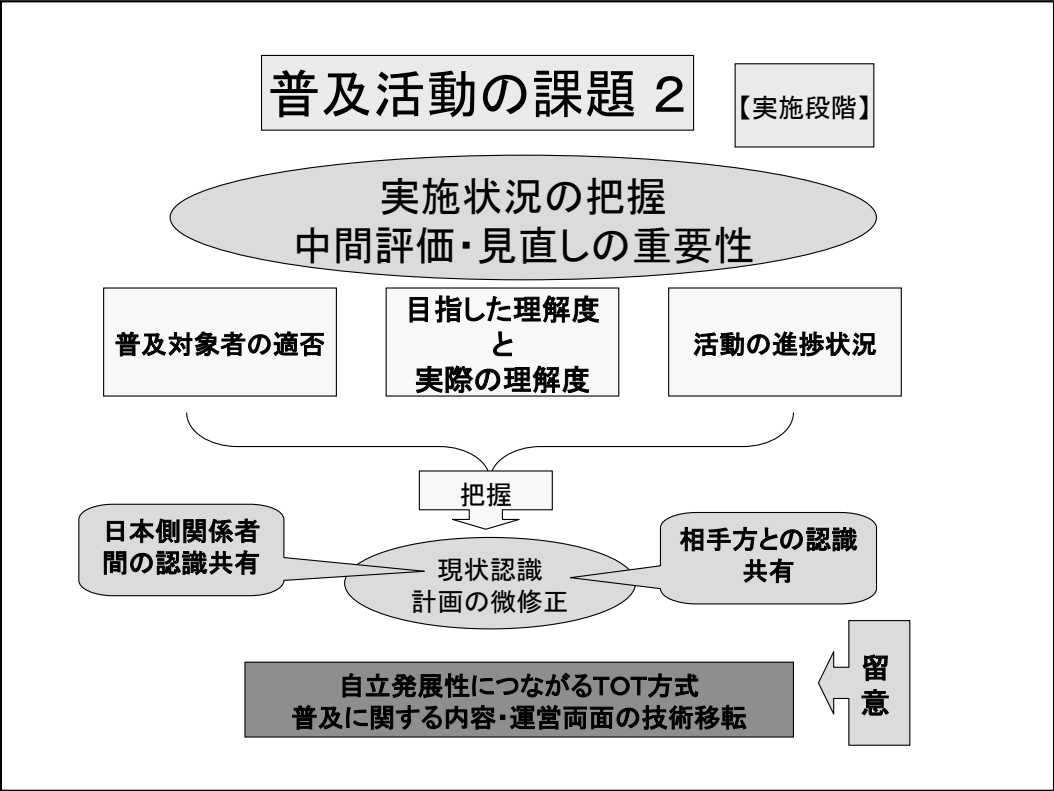 普及活動の課題２
【実施段階】
実施状況の把握
中間評価・見直しの重要性
普及対象者の適否
目指した理解度
と
実際の理解度
活動の進捗状況
把握
日本側関係者
間の認識共有
相手方との認識
共有
現状認識
計画の微修正
自立発展性につながるTOT方式
普及に関する内容・運営両面の技術移転
留
意